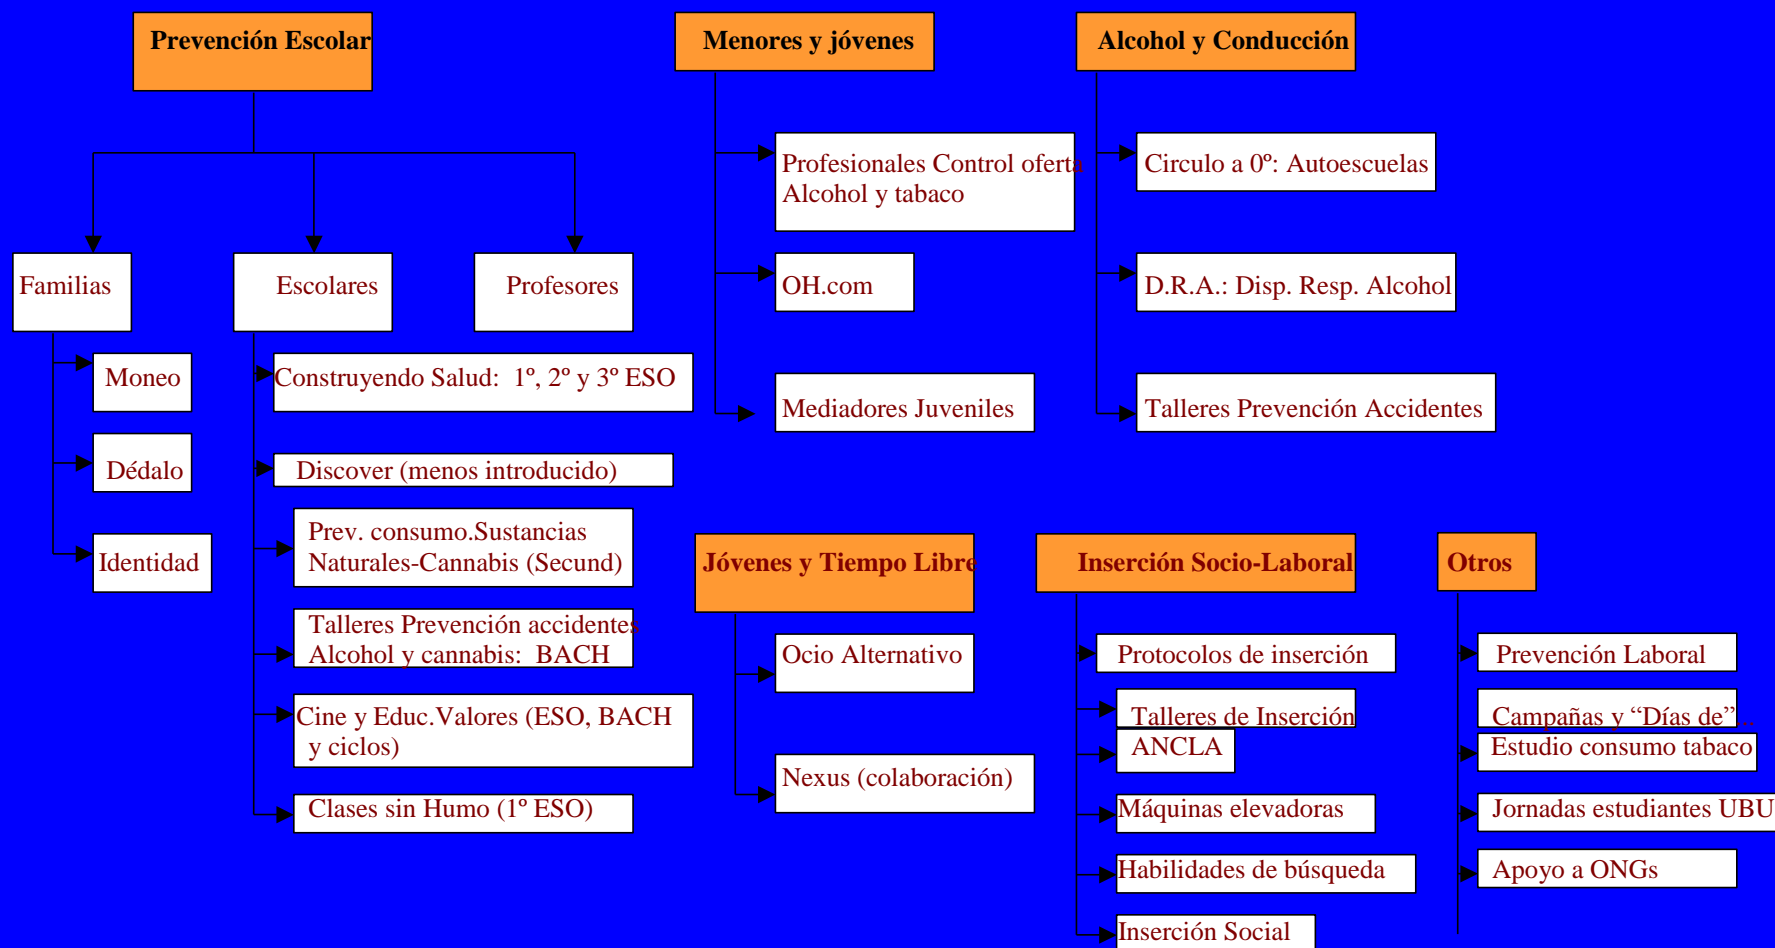 Prevención Escolar
Menores y jóvenes
Alcohol y Conducción
Profesionales Control oferta
Alcohol y tabaco
Circulo a 0º: Autoescuelas
Familias
Escolares
Profesores
OH.com
D.R.A.: Disp. Resp. Alcohol
Moneo
Construyendo Salud:  1º, 2º y 3º ESO
Mediadores Juveniles
Talleres Prevención Accidentes
Dédalo
Discover (menos introducido)
Prev. consumo.Sustancias
Naturales-Cannabis (Secund)
Identidad
Jóvenes y Tiempo Libre
Inserción Socio-Laboral
Otros
Talleres Prevención accidentes
Alcohol y cannabis:  BACH
Ocio Alternativo
Protocolos de inserción
Prevención Laboral
Cine y Educ.Valores (ESO, BACH
y ciclos)
Talleres de Inserción
Campañas y “Días de”...
ANCLA
Estudio consumo tabaco
Nexus (colaboración)
Clases sin Humo (1º ESO)
Máquinas elevadoras
Jornadas estudiantes UBU
Habilidades de búsqueda
Apoyo a ONGs
Inserción Social